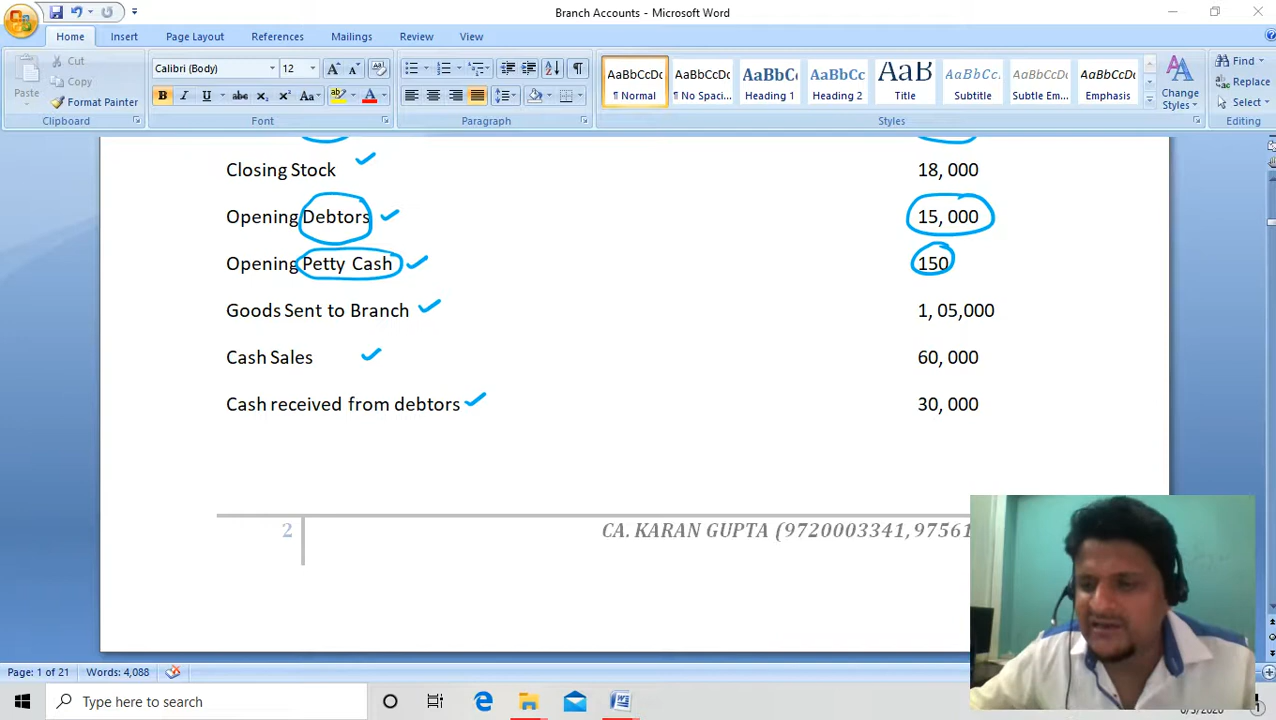 Branch Accounts - Microsoft Word
Home Insert Page Layout References Mailings Review View
Cut
Copy
Paste
Format Painter
Clipboard
Calibri (Body) 12
Font
Paragraph
AaBbCcDc AaBbCcDc AaBbC AaBbCc AaB AaBbCc. AaBbCcDc AaBbCcDc
¶ Normal ¶ No Spaci... Heading 1 Heading 2 Title Subtitle Subtle Em... Emphasis
Styles
Change Styles
Find
Replace
Select
Editing
Closing Stock 18, 000
Opening Debtors 15, 000
Opening Petty Cash 150
Goods Sent to Branch 1, 05,000
Cash Sales 60, 000
Cash received from debtors 30, 000
2 CA. KARAN GUPTA (9720003341, 97561
Page: 1 of 21 Words: 4,088
Type here to search